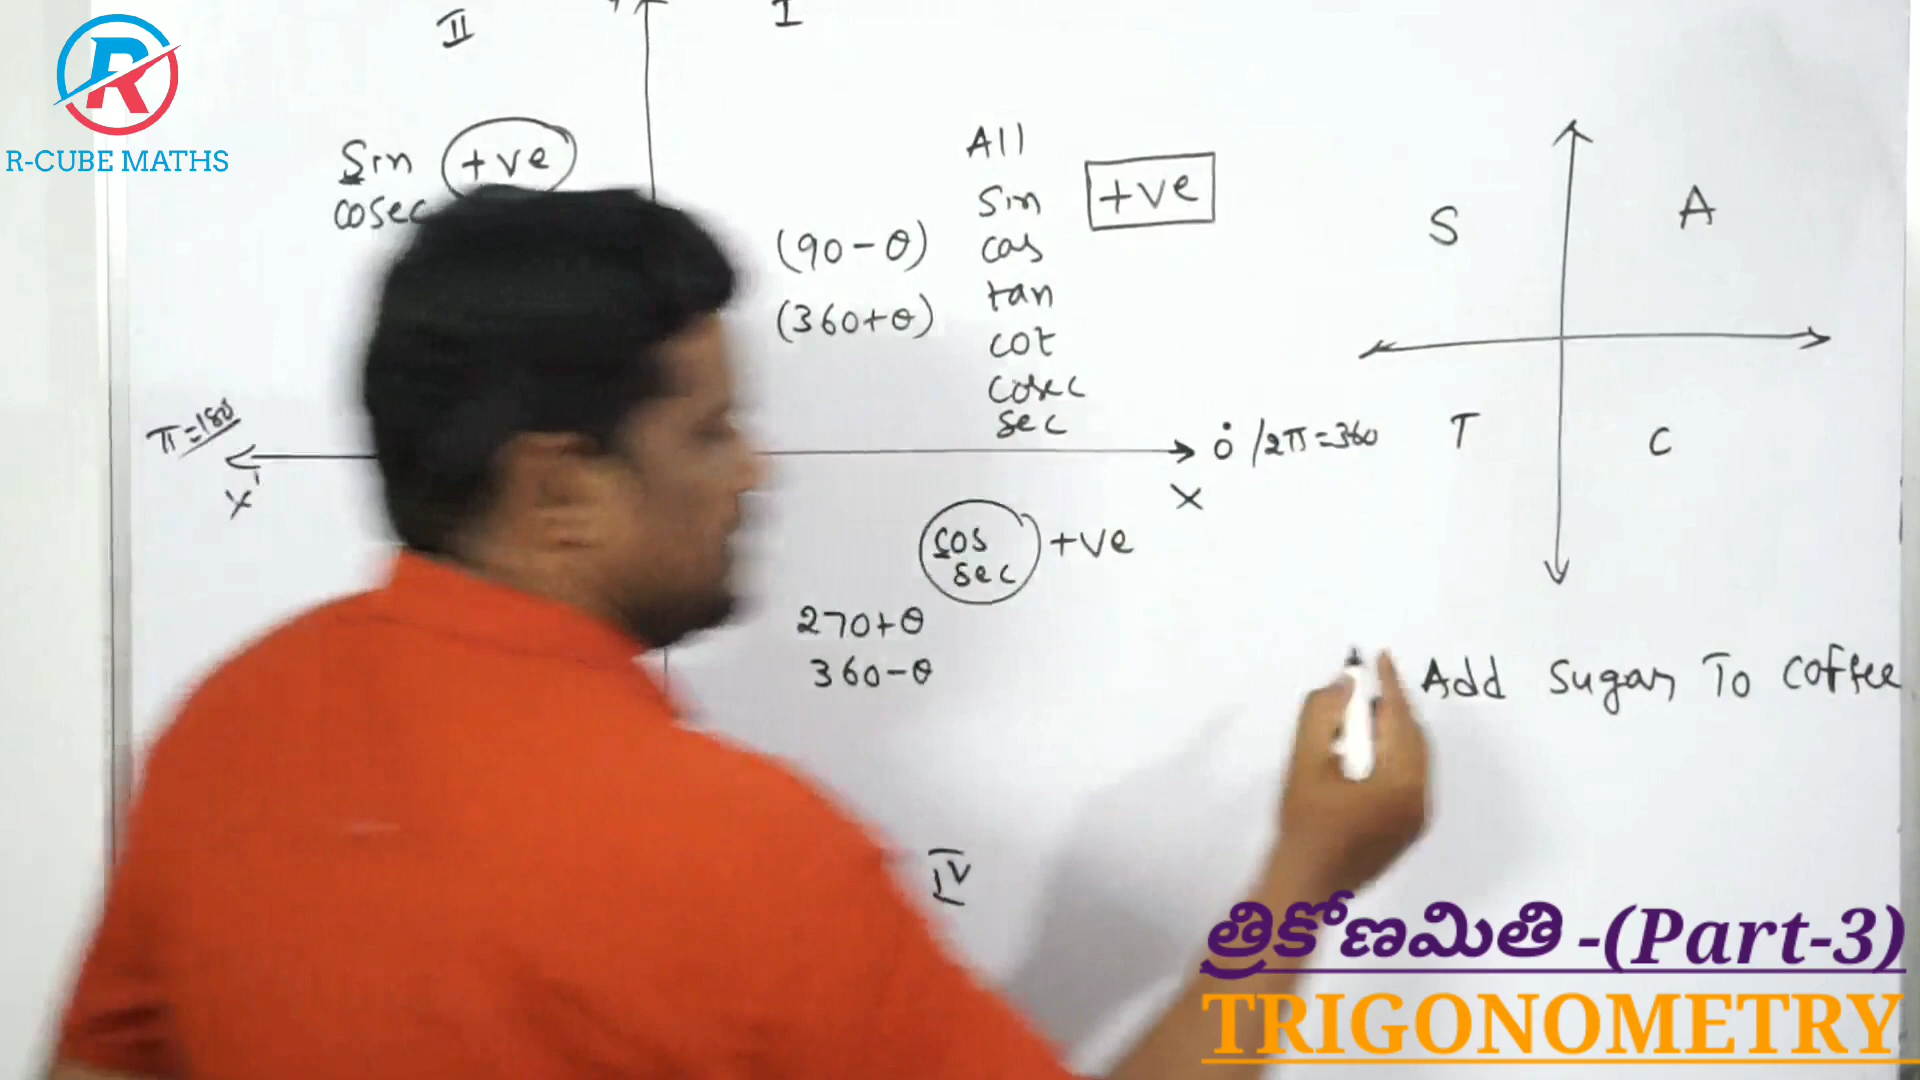 R-CUBE MATHS
II
I
Sin +ve
cosec
All
+ve
sin
cos
tan
cot
cosec
sec
(90-θ)
(360+θ)
π=180
X'
0° /2π=360
X
cos
sec
+ve
270+θ
360-θ
IV
S
A
T
C
Add Sugar To Coffee
త్రికోణమితి -(Part-3)
TRIGONOMETRY